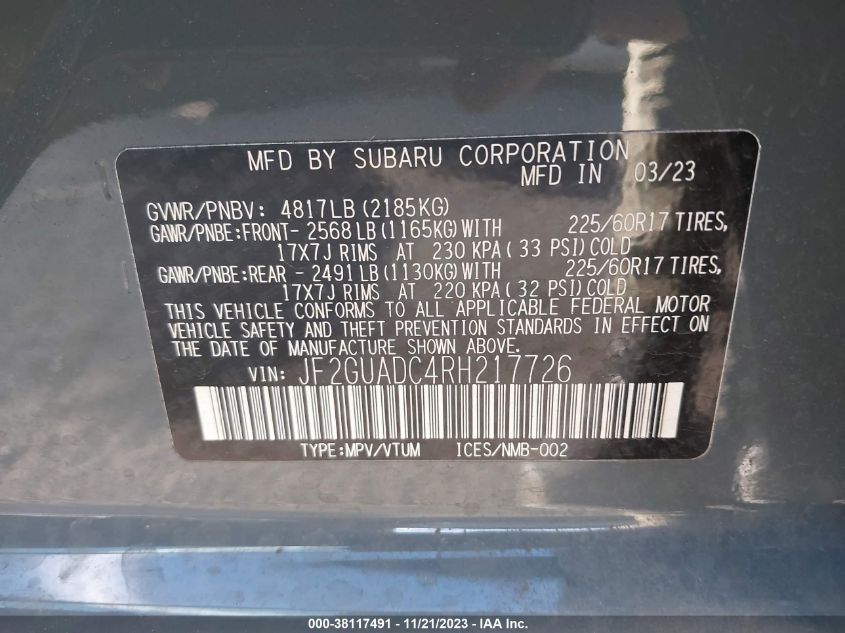 MFD BY SUBARU CORPORATION
MFD IN 03/23
GVWR/PNBV: 4817LB (2185KG)
GAWR/PNBE:FRONT- 2568 LB (1165KG) WITH 225/60R17 TIRES,
17X7J RIMS AT 230 KPA ( 33 PSI) COLD
GAWR/PNBE:REAR - 2491 LB (1130KG) WITH 225/60R17 TIRES,
17X7J RIMS AT 220 KPA ( 32 PSI) COLD
THIS VEHICLE CONFORMS TO ALL APPLICABLE FEDERAL MOTOR
VEHICLE SAFETY AND THEFT PREVENTION STANDARDS IN EFFECT ON
THE DATE OF MANUFACTURE SHOWN ABOVE.
VIN: JF2GUADC4RH217726
TYPE:MPV/VTUM ICES/NMB-002
000-38117491 - 11/21/2023 - IAA Inc.